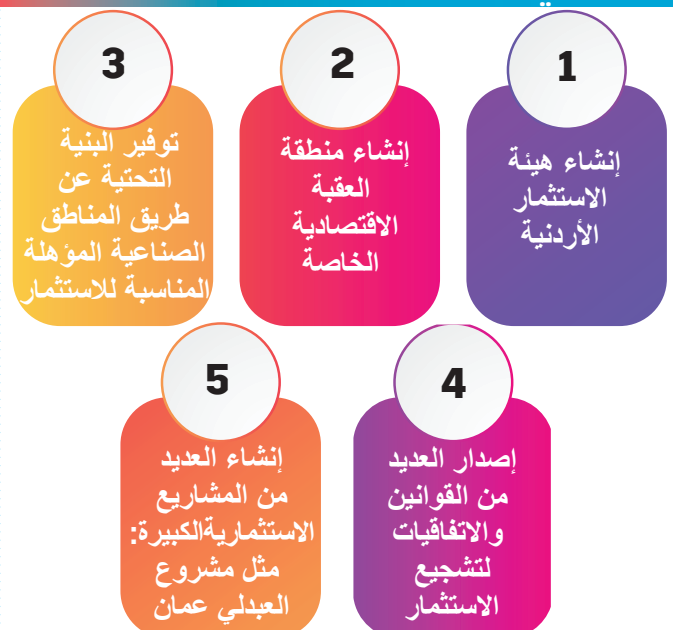 1
إنشاء هيئة
الاستثمار
الأردنية
2
إنشاء منطقة
العقبة
الاقتصادية
الخاصة
3
توفير البنية
التحتية عن
طريق المناطق
الصناعية المؤهلة
المناسبة للاستثمار
4
إصدار العديد
من القوانين
والاتفاقيات
لتشجيع
الاستثمار
5
إنشاء العديد
من المشاريع
الاستثماريةالكبيرة:
مثل مشروع
العبدلي عمان